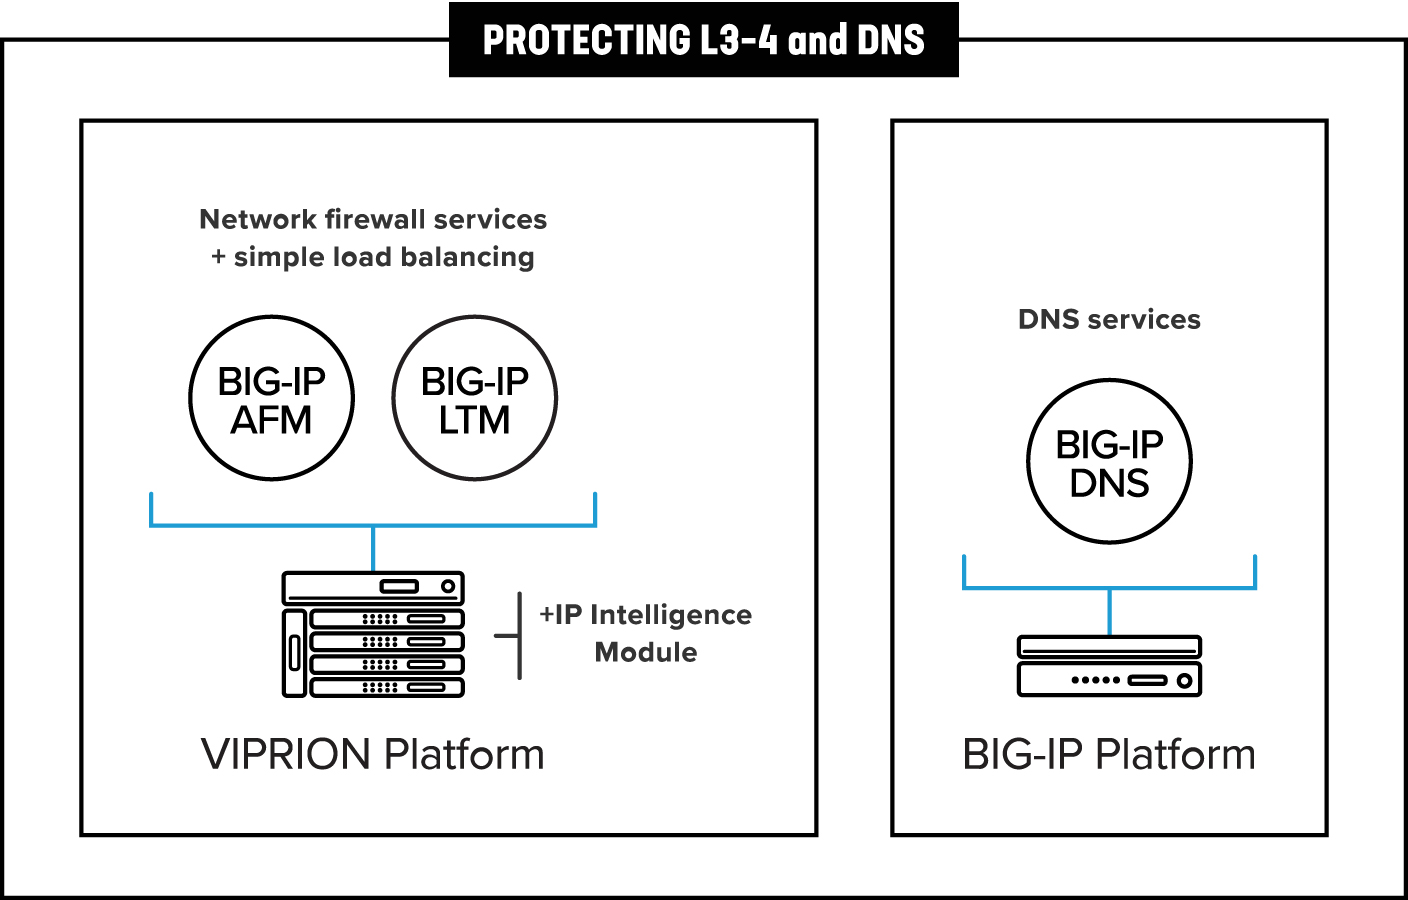 PROTECTING L3-4 and DNS
Network firewall services
+ simple load balancing
BIG-IP
AFM
BIG-IP
LTM
+IP Intelligence
Module
VIPRION Platform
DNS services
BIG-IP
DNS
BIG-IP Platform